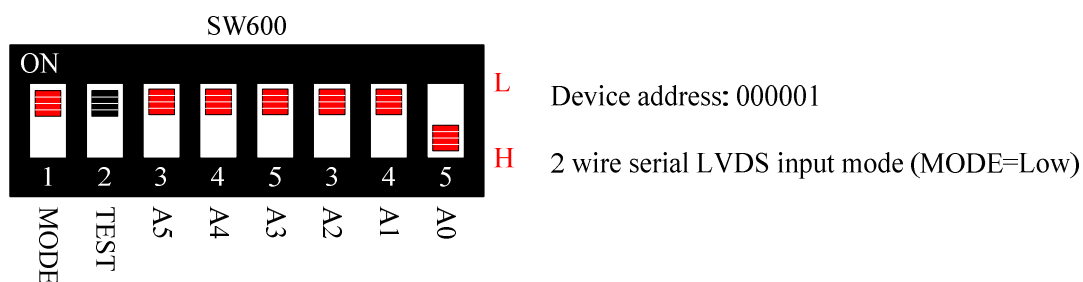 SW600
ON
L
Device address: 000001
H
2 wire serial LVDS input mode (MODE=Low)
1 2 3 4 5 3 4 5
MODE TEST A5 A4 A3 A2 A1 A0